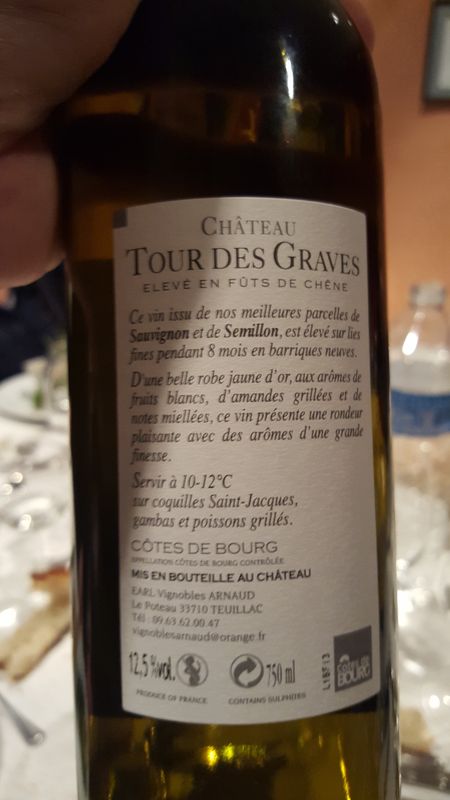 CHÂTEAU
TOUR DES GRAVES
ELEVÉ EN FÛTS DE CHÊNE
Ce vin issu de nos meilleures parcelles de
Sauvignon et de Semillon, est élevé sur lies
fines pendant 8 mois en barriques neuves.
D'une belle robe jaune d'or, aux arômes de
fruits blancs, d'amandes grillées et de
notes miellées, ce vin présente une rondeur
plaisante avec des arômes d'une grande
finesse.
Servir à 10-12°C
sur coquilles Saint-Jacques,
gambas et poissons grillés.
CÔTES DE BOURG
APPELLATION CÔTES DE BOURG CONTRÔLÉE
MIS EN BOUTEILLE AU CHÂTEAU
EARL Vignobles ARNAUD
Le Poteau 33710 TEUILLAC
Tél : 09.63.62.00.47
vignoblesarnaud@orange.fr
12,5 %vol. 750 ml
PRODUCE OF FRANCE CONTAINS SULPHITES
L1BF13
CÔTES DE
BOURG